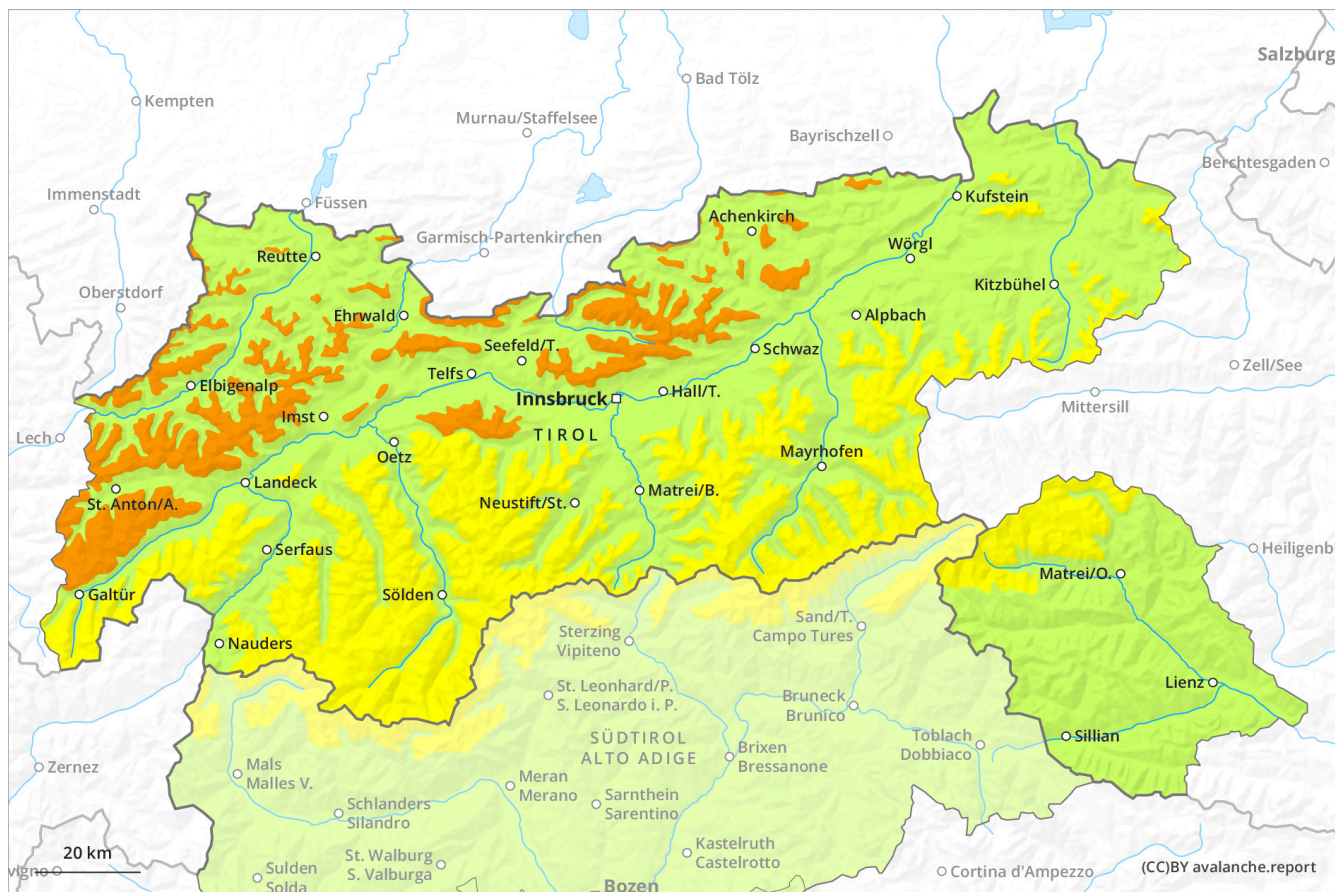 Salzburg
Bad Tölz
Kempten
Murnau/Staffelsee
Bayrischzell
Berchtesgaden
Immenstadt
Füssen
Kufstein
Achenkirch
Garmisch-Partenkirchen
Wörgl
Reutte
Kitzbühel
Oberstdorf
Ehrwald
Alpbach
Seefeld/T.
Schwaz
Zell/See
Telfs
Elbigenalp
Innsbruck
Hall/T.
Mittersill
Imst
Lech
TIROL
Oetz
Mayrhofen
Landeck
Matrei/B.
St. Anton/A.
Neustift/St.
Serfaus
Heiligenb
Matrei/O.
Galtür
Sölden
Sand/T.
Campo Tures
Sterzing
Vipiteno
Nauders
Lienz
St. Leonhard/P.
S. Leonardo i. P.
Bruneck
Brunico
SÜDTIROL
ALTO ADIGE
Toblach
Dobbiaco
Sillian
Brixen
Bressanone
Zernez
Mals
Malles V.
Meran
Merano
Sarnthein
Sarentino
Schlanders
Silandro
20 km
Kastelruth
Castelrotto
St. Walburg
S. Valburga
vigno
Sulden
Solda
Cortina d'Ampezzo
(CC)BY avalanche.report
Bozen